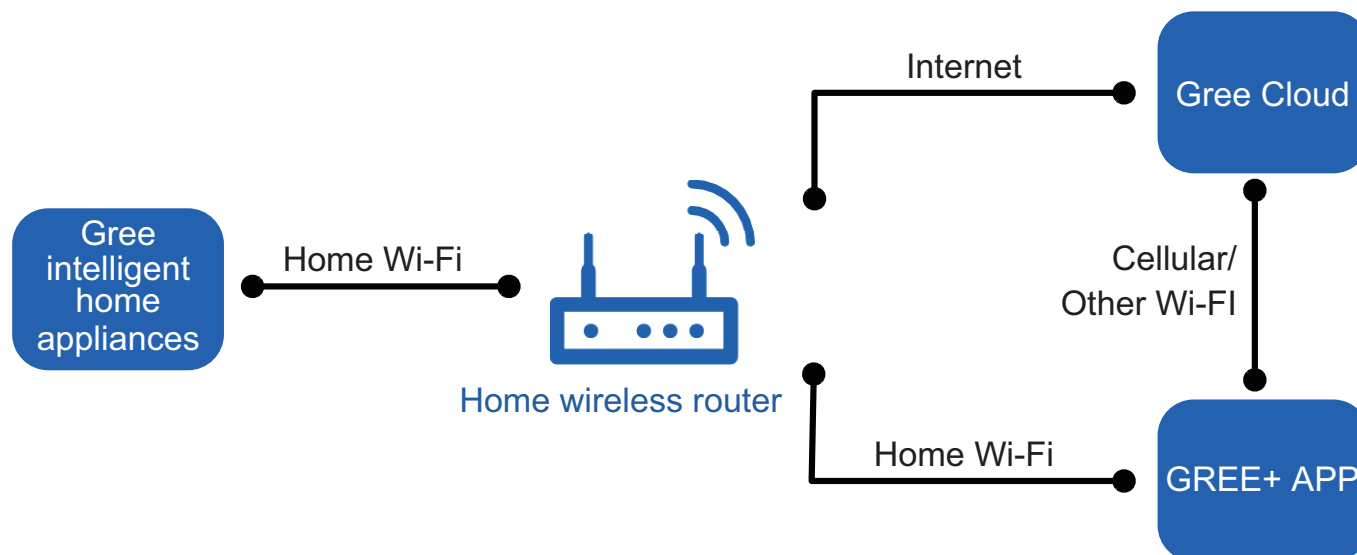 Internet
Gree Cloud
Gree
intelligent
home
appliances
Home Wi-Fi
Cellular/
Other Wi-FI
Home wireless router
Home Wi-Fi
GREE+ APP